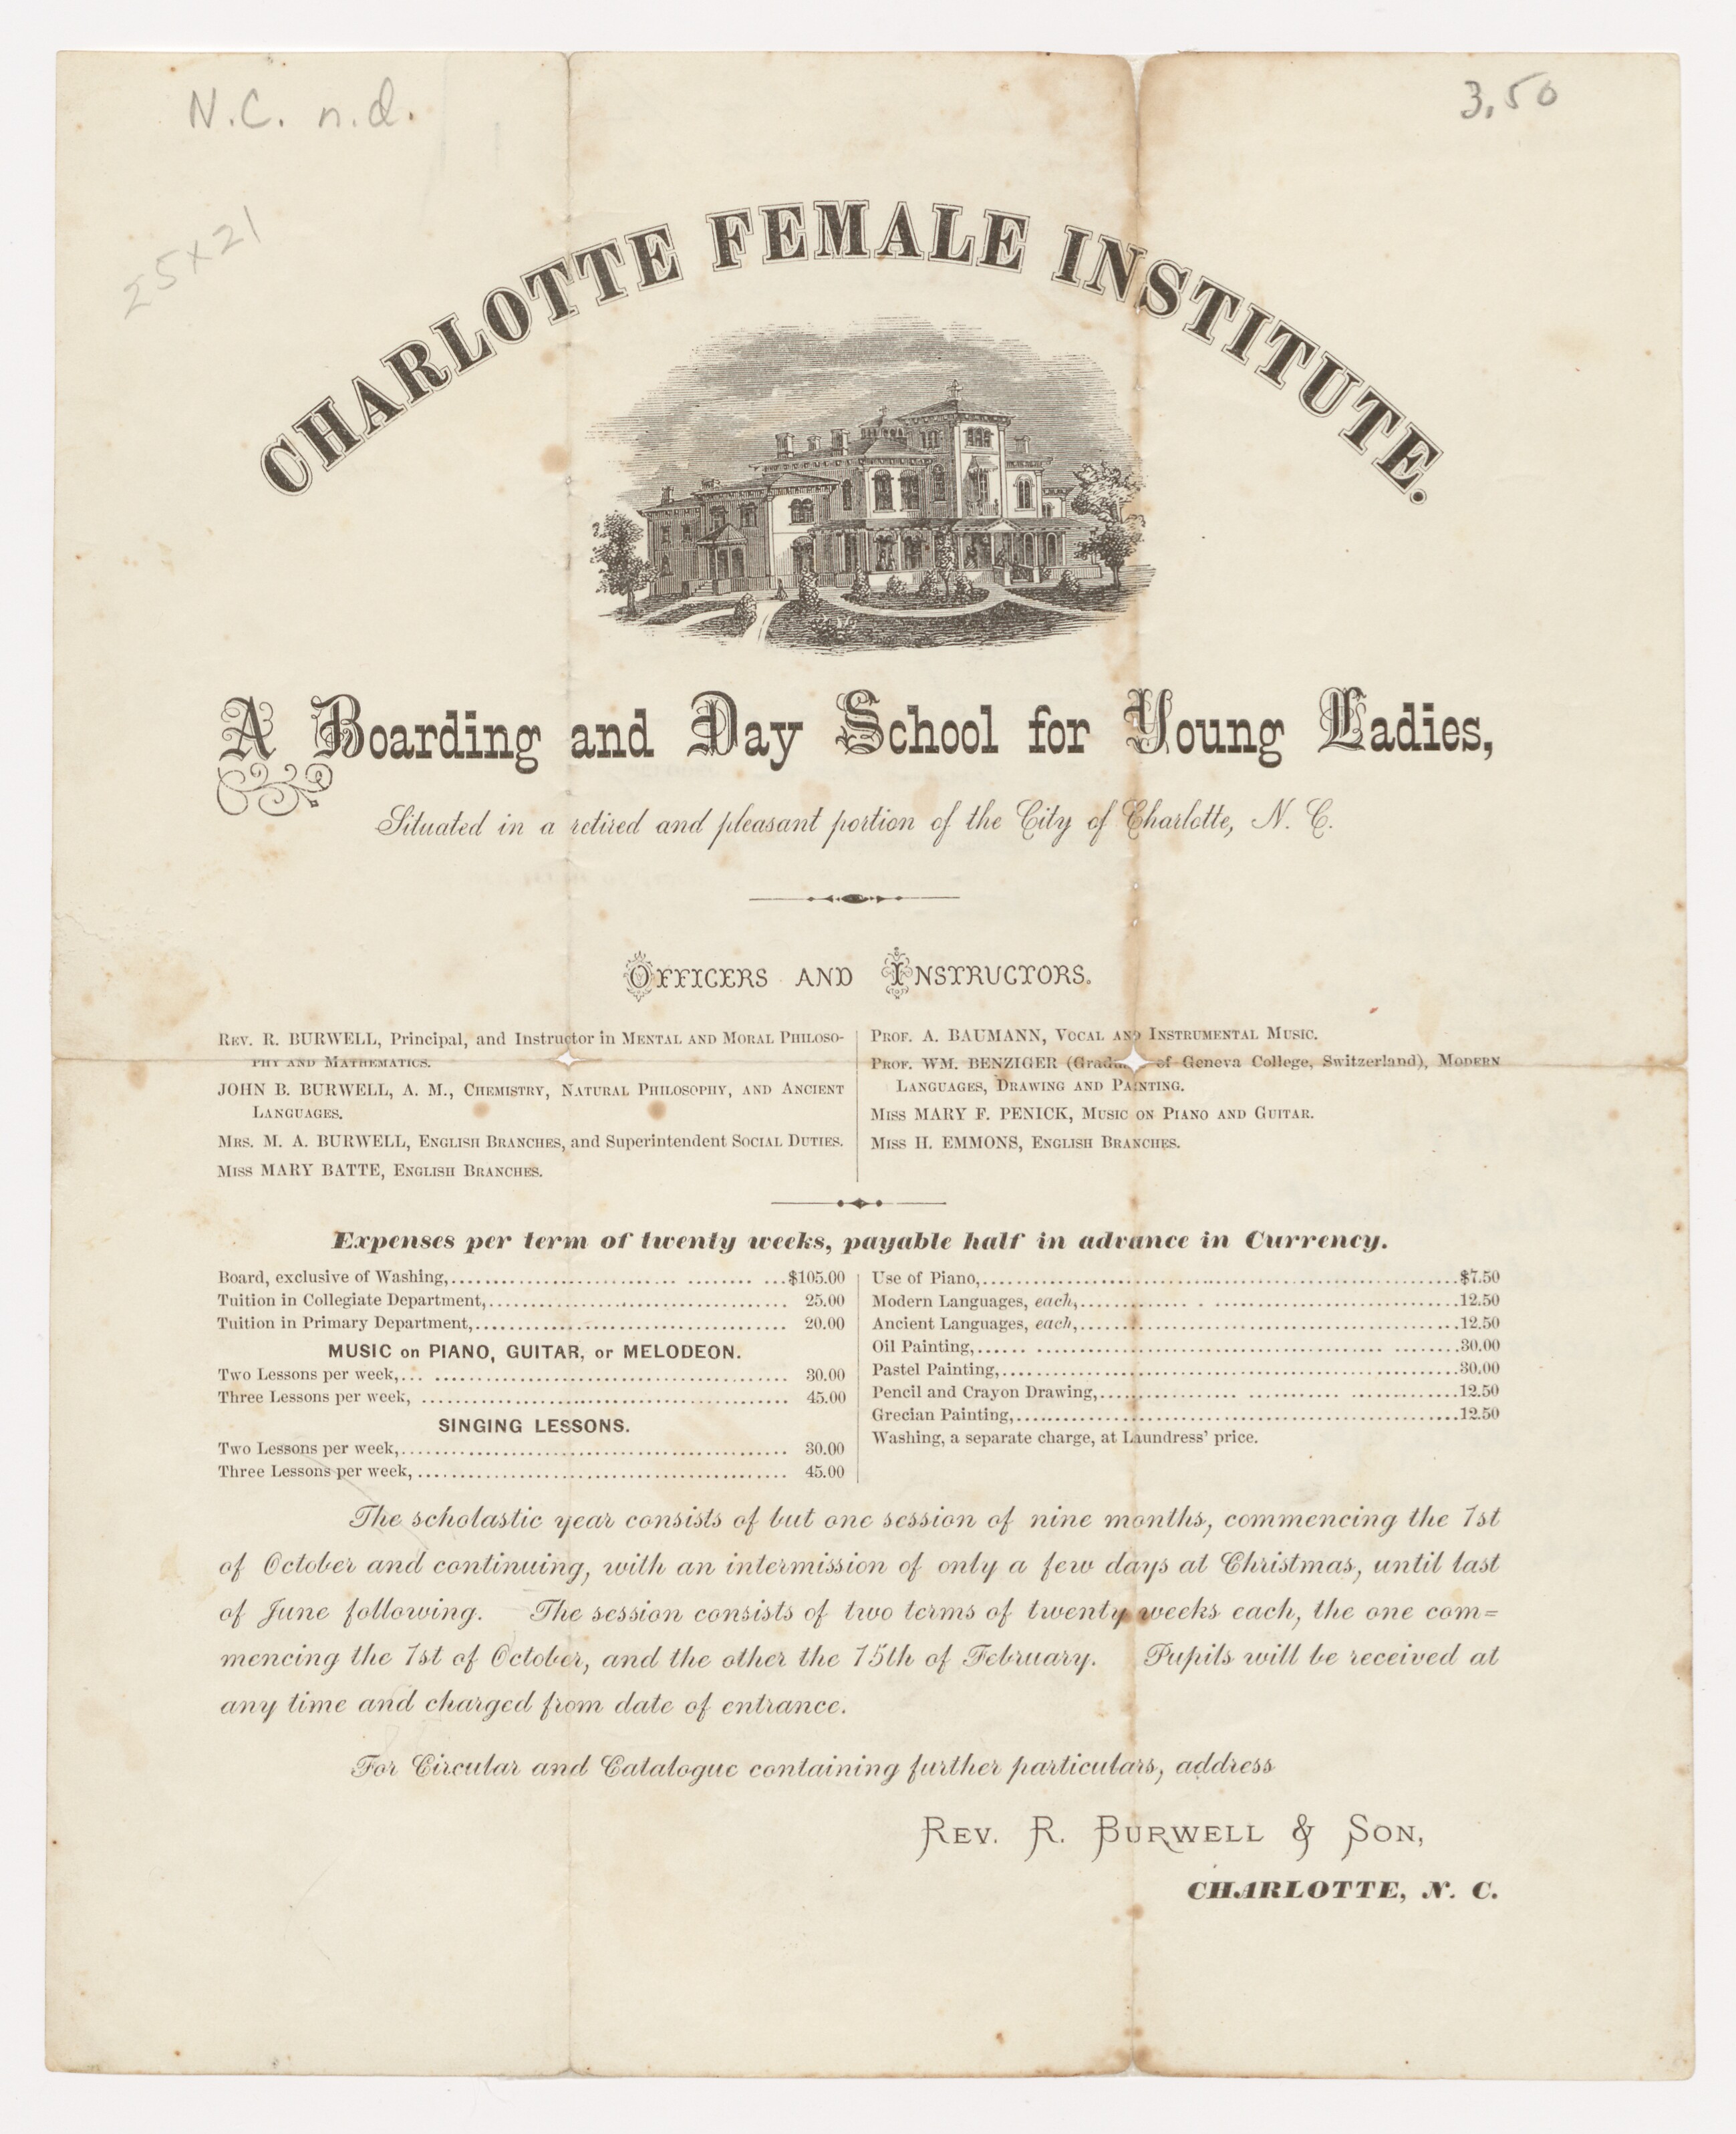 N.C. n.d.
3.50
25x21
CHARLOTTE FEMALE INSTITUTE.
A Boarding and Day School for Young Ladies,
Situated in a retired and pleasant portion of the City of Charlotte, N. C.
OFFICERS AND INSTRUCTORS.
REV. R. BURWELL, Principal, and Instructor in MENTAL AND MORAL PHILOSO-
PHY AND MATHEMATICS.
JOHN B. BURWELL, A. M., CHEMISTRY, NATURAL PHILOSOPHY, AND ANCIENT
LANGUAGES.
MRS. M. A. BURWELL, ENGLISH BRANCHES, and Superintendent SOCIAL DUTIES.
MISS MARY BATTE, ENGLISH BRANCHES.
PROF. A. BAUMANN, VOCAL AND INSTRUMENTAL MUSIC.
PROF. WM. BENZIGER (Gradu of Geneva College, Switzerland), MODERN
LANGUAGES, DRAWING AND PAINTING.
MISS MARY F. PENICK, MUSIC ON PIANO AND GUITAR.
MISS H. EMMONS, ENGLISH BRANCHES.
Expenses per term of twenty weeks, payable half in advance in Currency.
Board, exclusive of Washing,........$105.00
Tuition in Collegiate Department,........ 25.00
Tuition in Primary Department,........ 20.00
MUSIC on PIANO, GUITAR, or MELODEON.
Two Lessons per week,........ 30.00
Three Lessons per week, ........ 45.00
SINGING LESSONS.
Two Lessons per week,........ 30.00
Three Lessons per week, ........ 45.00
Use of Piano,........$7.50
Modern Languages, each,........12.50
Ancient Languages, each,........12.50
Oil Painting,........30.00
Pastel Painting,........30.00
Pencil and Crayon Drawing,........12.50
Grecian Painting,........12.50
Washing, a separate charge, at Laundress' price.
The scholastic year consists of but one session of nine months, commencing the 1st
of October and continuing, with an intermission of only a few days at Christmas, until last
of June following. The session consists of two terms of twenty weeks each, the one com=
mencing the 1st of October, and the other the 15th of February. Pupils will be received at
any time and charged from date of entrance.
For Circular and Catalogue containing further particulars, address
REV. R. BURWELL & SON,
CHARLOTTE, N. C.